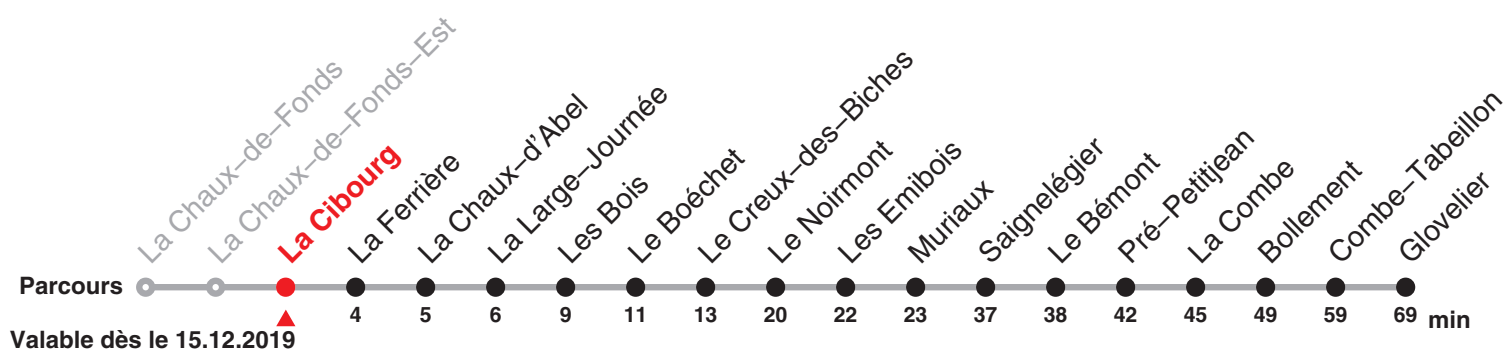 La Chaux–de–Fonds
La Chaux–de–Fonds–Est
La Cibourg
La Ferrière
La Chaux–d'Abel
La Large–Journée
Les Bois
Le Boéchet
Le Creux–des–Biches
Le Noirmont
Les Emibois
Muriaux
Saignelégier
Le Bémont
Pré–Petitjean
La Combe
Bollement
Combe–Tabeillon
Glovelier
Parcours
4 5 6 9 11 13 20 22 23 37 38 42 45 49 59 69 min
Valable dès le 15.12.2019